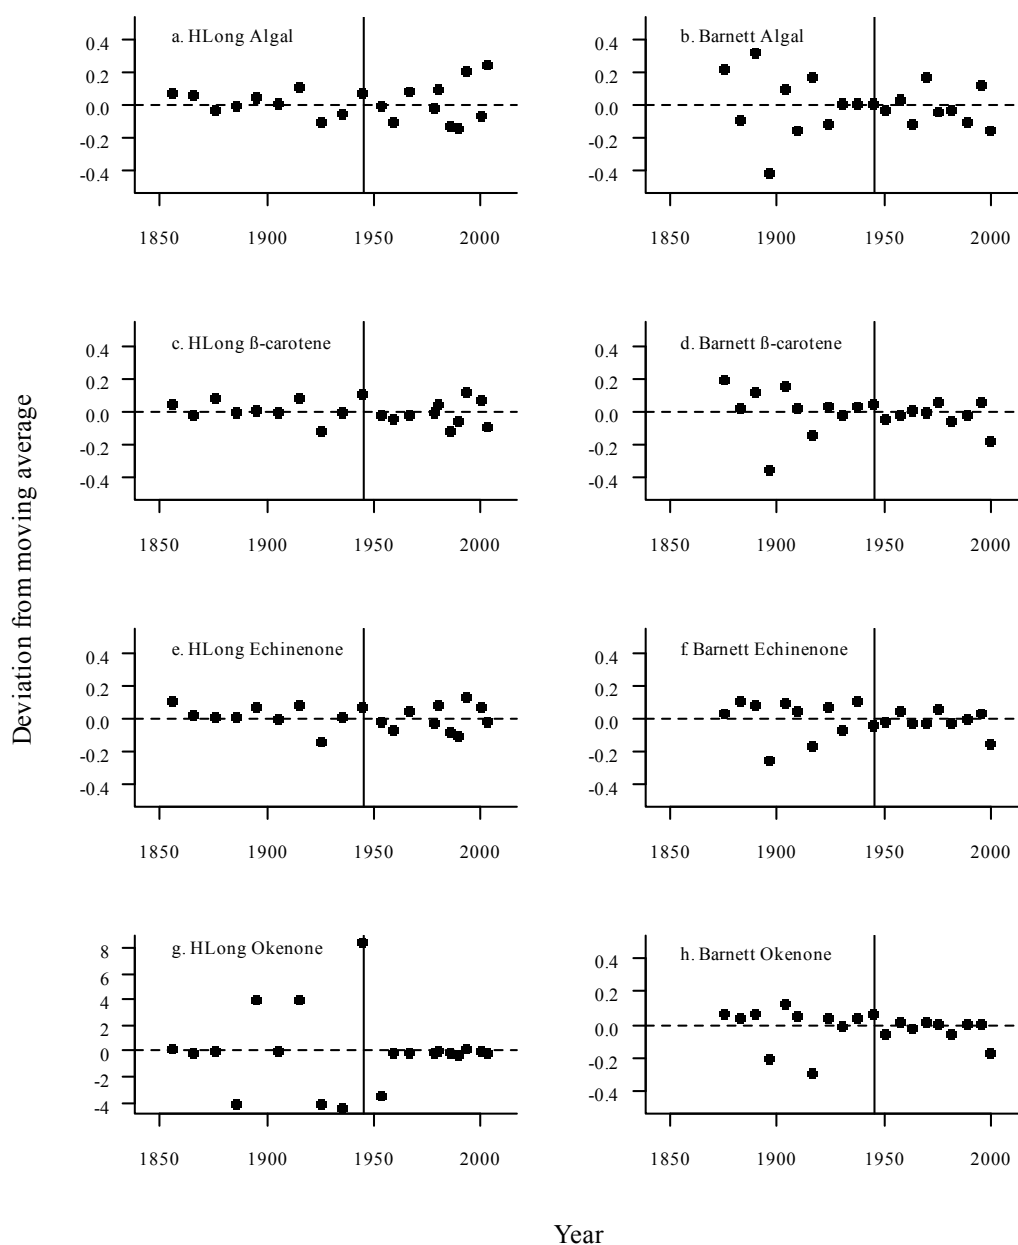 a. HLong Algal
0.4
0.2
0.0
-0.2
-0.4
1850 1900 1950 2000
b. Barnett Algal
0.4
0.2
0.0
-0.2
-0.4
1850 1900 1950 2000
c. HLong ß-carotene
0.4
0.2
0.0
-0.2
-0.4
1850 1900 1950 2000
d. Barnett ß-carotene
0.4
0.2
0.0
-0.2
-0.4
1850 1900 1950 2000
Deviation from moving average
e. HLong Echinenone
0.4
0.2
0.0
-0.2
-0.4
1850 1900 1950 2000
f. Barnett Echinenone
0.4
0.2
0.0
-0.2
-0.4
1850 1900 1950 2000
g. HLong Okenone
8
6
4
2
0
-2
-4
1850 1900 1950 2000
h. Barnett Okenone
0.4
0.2
0.0
-0.2
-0.4
1850 1900 1950 2000
Year